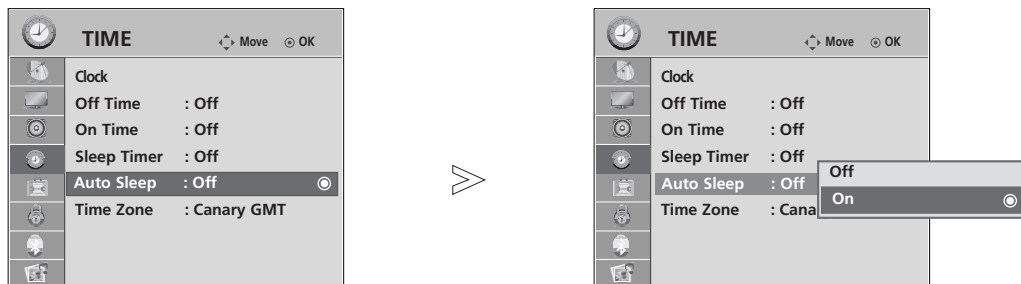 TIME Move OK
Clock
Off Time : Off
On Time : Off
Sleep Timer : Off
Auto Sleep : Off
Time Zone : Canary GMT
TIME Move OK
Clock
Off Time : Off
On Time : Off
Sleep Timer : Off
Auto Sleep : Off
Time Zone : Cana
Off
On